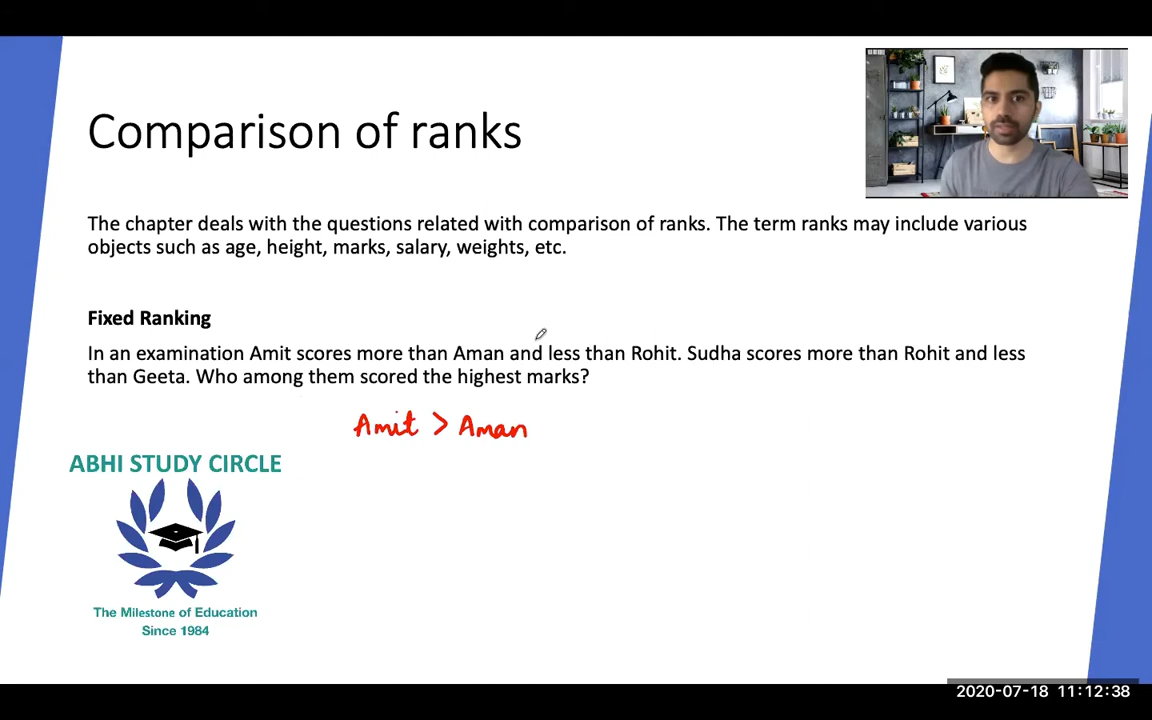 Comparison of ranks
The chapter deals with the questions related with comparison of ranks. The term ranks may include various
objects such as age, height, marks, salary, weights, etc.
Fixed Ranking
In an examination Amit scores more than Aman and less than Rohit. Sudha scores more than Rohit and less
than Geeta. Who among them scored the highest marks?
Amit > Aman
ABHI STUDY CIRCLE
The Milestone of Education
Since 1984
2020-07-18 11:12:38